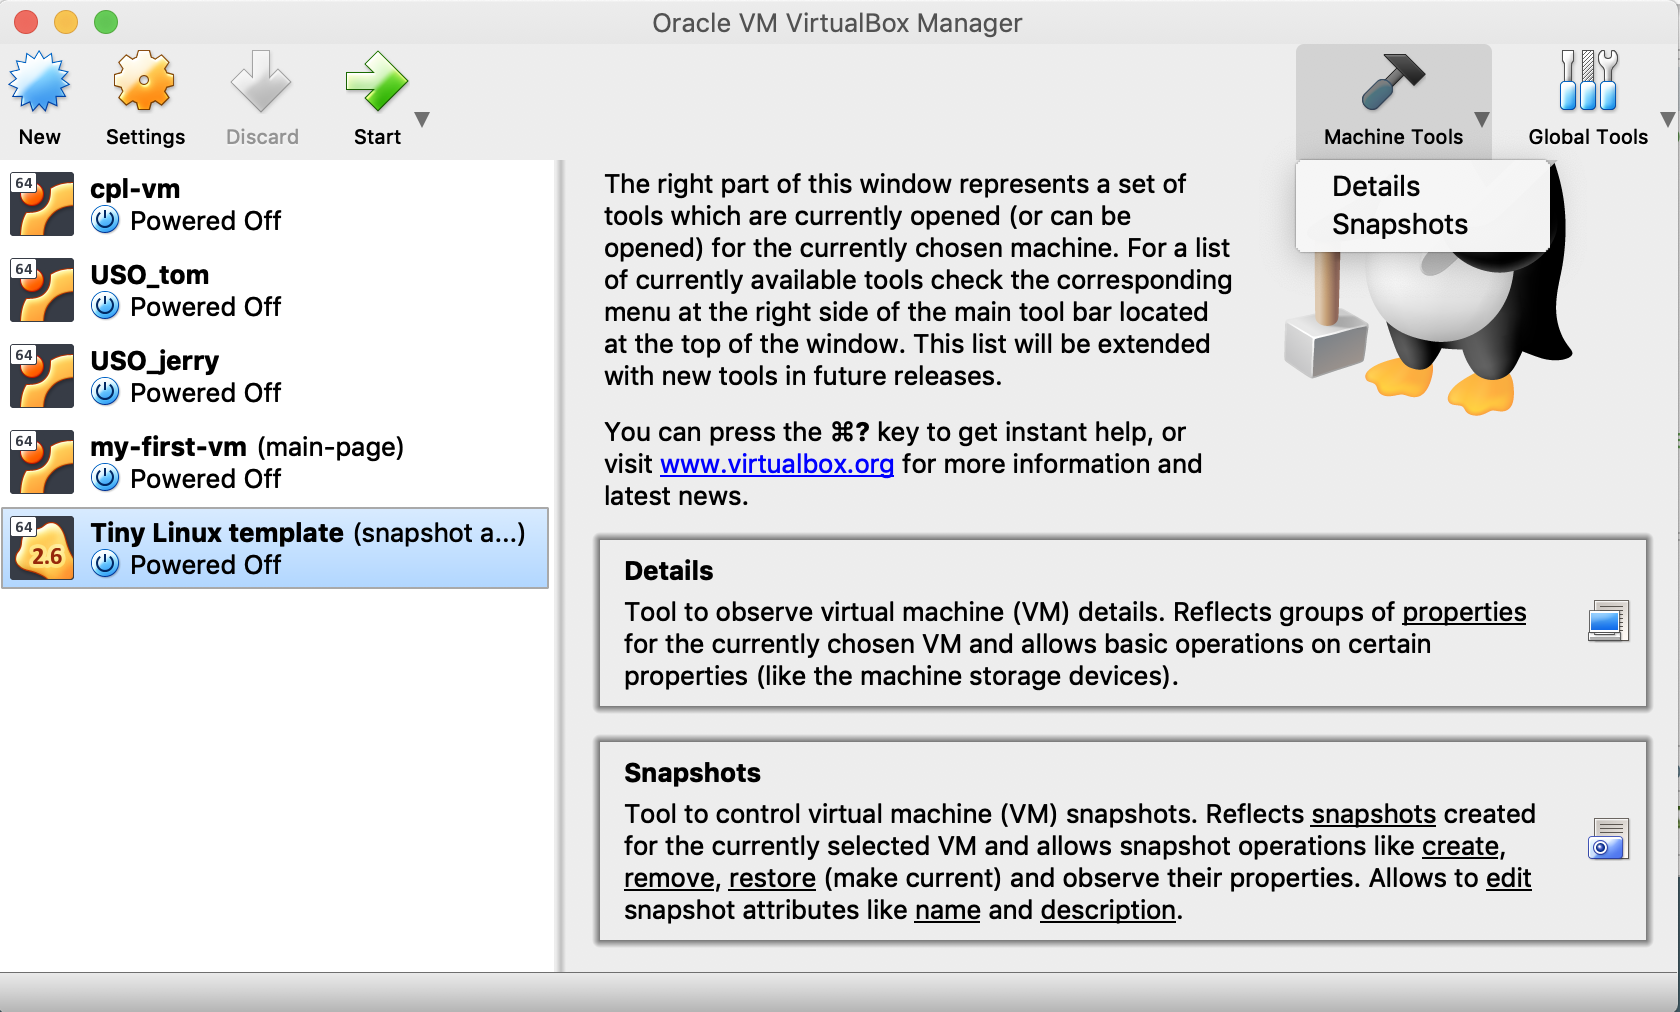 Oracle VM VirtualBox Manager
New
Settings
Discard
Start
Machine Tools
Global Tools
Details
Snapshots
64
cpl-vm
Powered Off
64
USO_tom
Powered Off
64
USO_jerry
Powered Off
64
my-first-vm (main-page)
Powered Off
64
2.6
Tiny Linux template (snapshot a...)
Powered Off
The right part of this window represents a set of
tools which are currently opened (or can be
opened) for the currently chosen machine. For a list
of currently available tools check the corresponding
menu at the right side of the main tool bar located
at the top of the window. This list will be extended
with new tools in future releases.
You can press the ⌘? key to get instant help, or
visit www.virtualbox.org for more information and
latest news.
Details
Tool to observe virtual machine (VM) details. Reflects groups of properties
for the currently chosen VM and allows basic operations on certain
properties (like the machine storage devices).
Snapshots
Tool to control virtual machine (VM) snapshots. Reflects snapshots created
for the currently selected VM and allows snapshot operations like create,
remove, restore (make current) and observe their properties. Allows to edit
snapshot attributes like name and description.